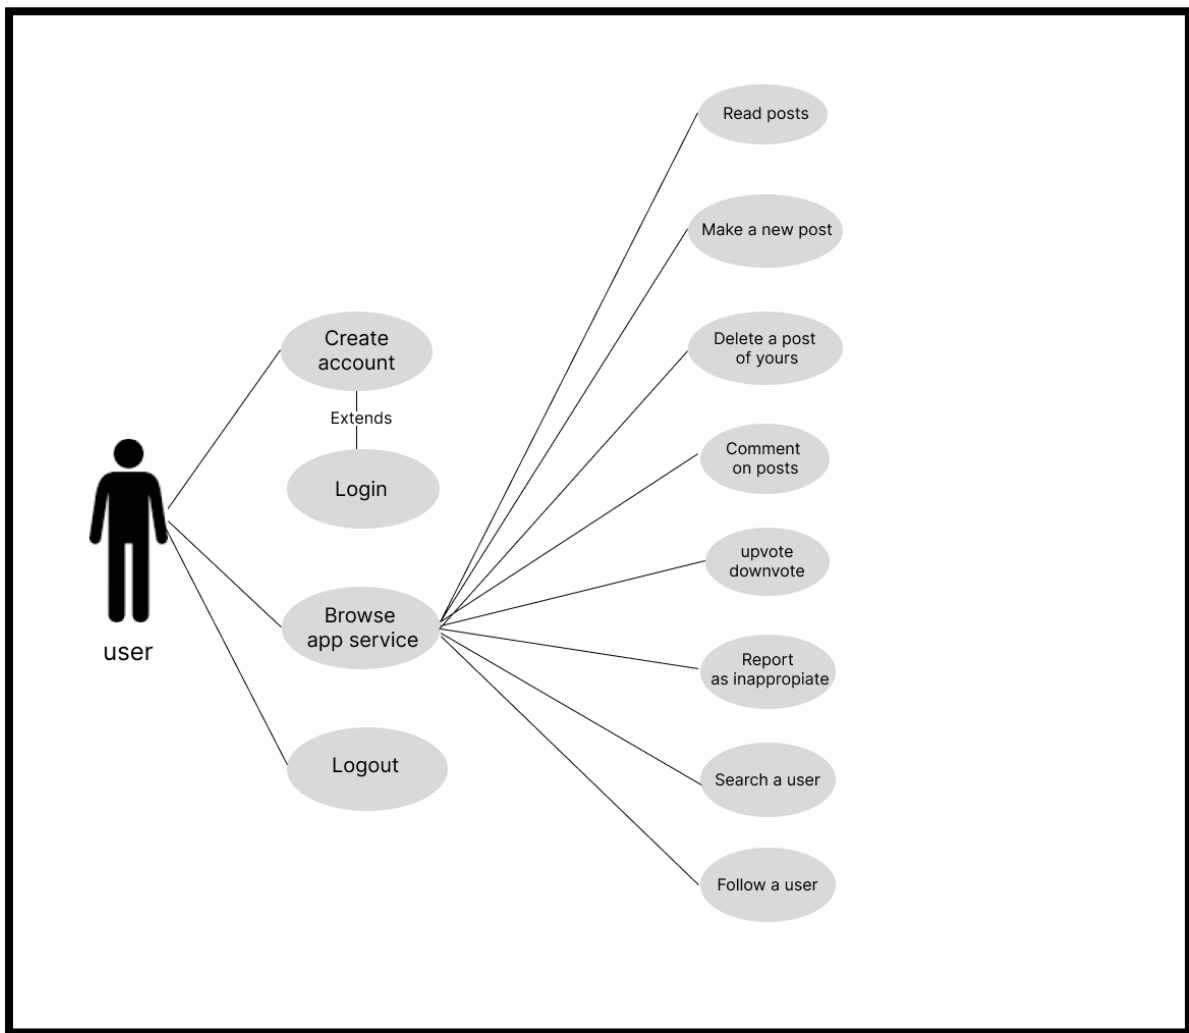 Read posts
Make a new post
Delete a post
of yours
Create
account
Extends
Comment
on posts
Login
upvote
downvote
Browse
app service
user
Report
as inappropiate
Logout
Search a user
Follow a user